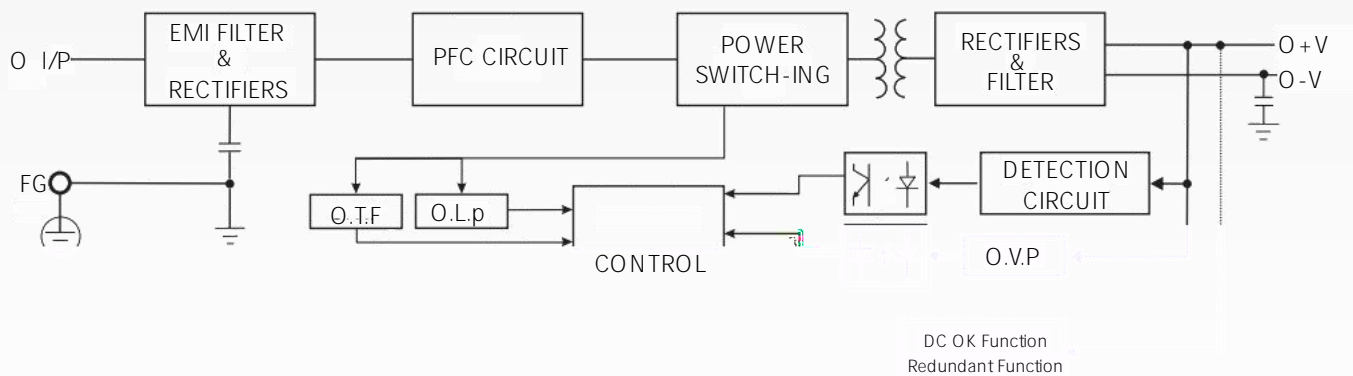 EMI FILTER
&
RECTIFIERS
PFC CIRCUIT
POWER
SWITCH-ING
RECTIFIERS
&
FILTER
O I/P
O+V
O-V
FG
O.T.F
O.L.p
DETECTION
CIRCUIT
CONTROL
O.V.P
DC OK Function
Redundant Function